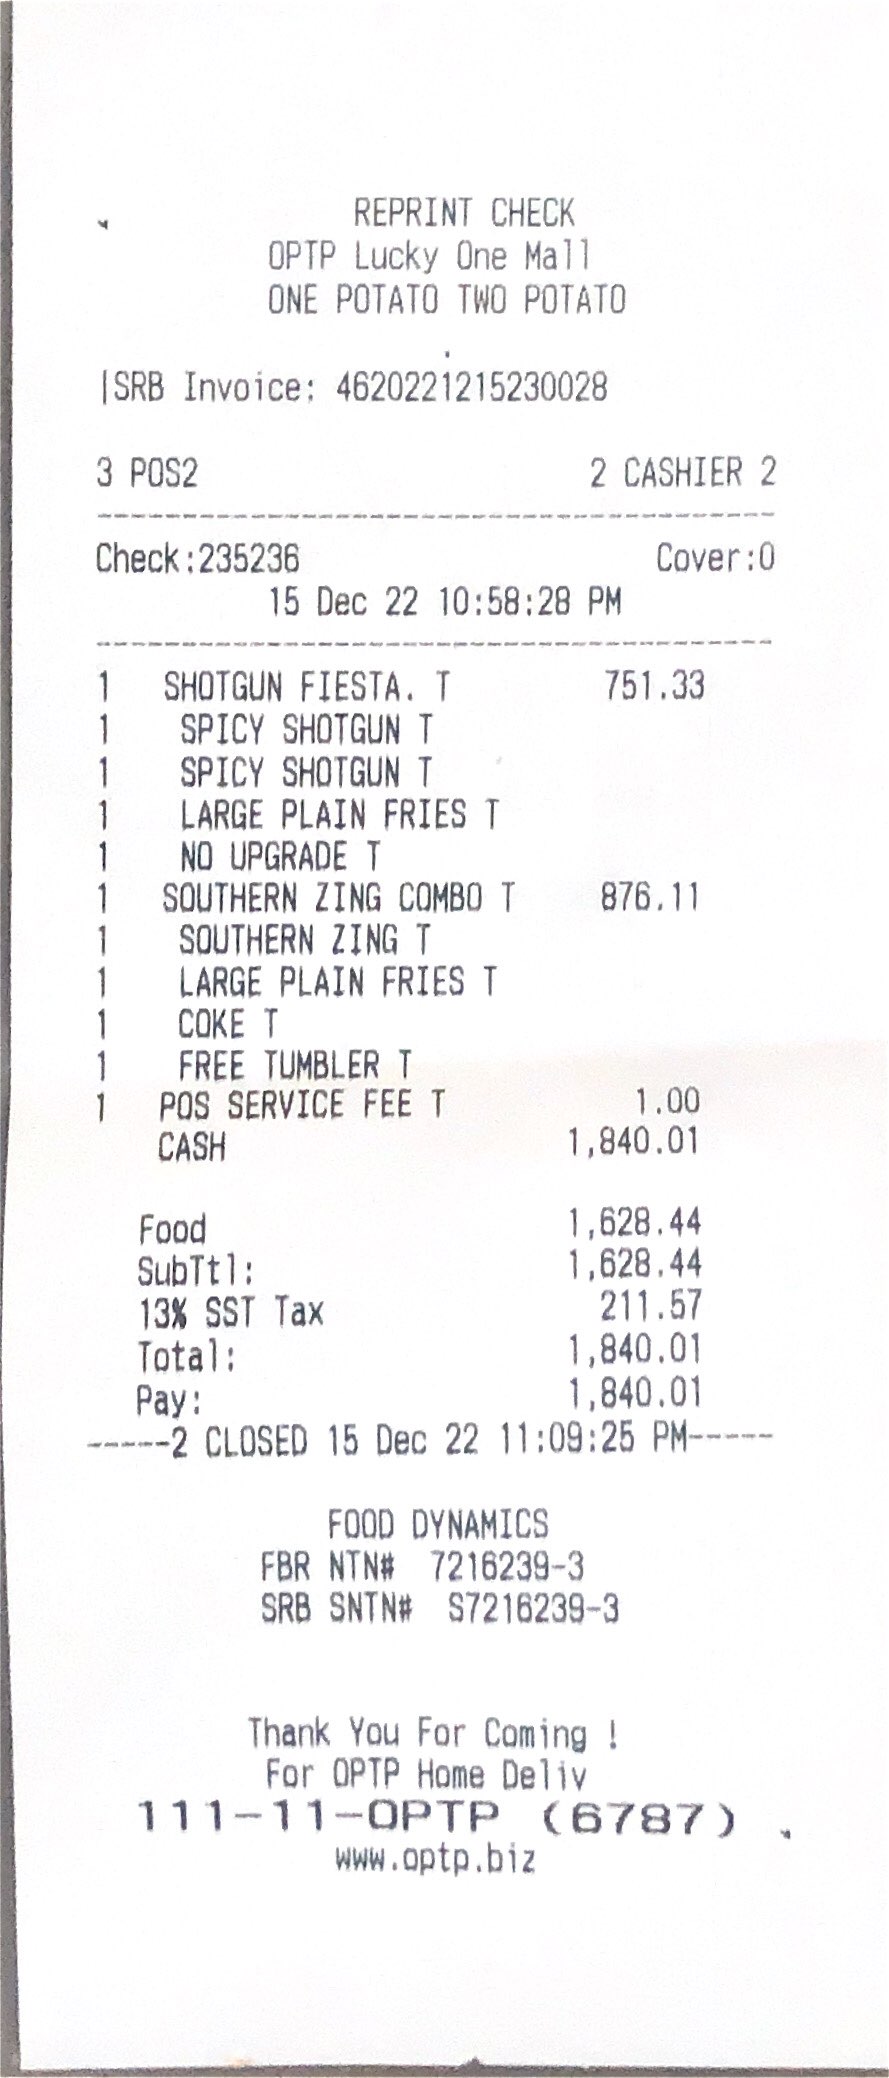 REPRINT CHECK
OPTP Lucky One Mall
ONE POTATO TWO POTATO
|SRB Invoice: 4620221215230028
3 POS2 2 CASHIER 2
----------------------------------------
Check:235236 Cover:0
15 Dec 22 10:58:28 PM
----------------------------------------
1 SHOTGUN FIESTA. T 751.33
1 SPICY SHOTGUN T
1 SPICY SHOTGUN T
1 LARGE PLAIN FRIES T
1 NO UPGRADE T
1 SOUTHERN ZING COMBO T 876.11
1 SOUTHERN ZING T
1 LARGE PLAIN FRIES T
1 COKE T
1 FREE TUMBLER T
1 POS SERVICE FEE T 1.00
CASH 1,840.01
Food 1,628.44
SubTtl: 1,628.44
13% SST Tax 211.57
Total: 1,840.01
Pay: 1,840.01
-----2 CLOSED 15 Dec 22 11:09:25 PM-----
FOOD DYNAMICS
FBR NTN# 7216239-3
SRB SNTN# S7216239-3
Thank You For Coming !
For OPTP Home Deliv
111-11-OPTP (6787)
www.optp.biz